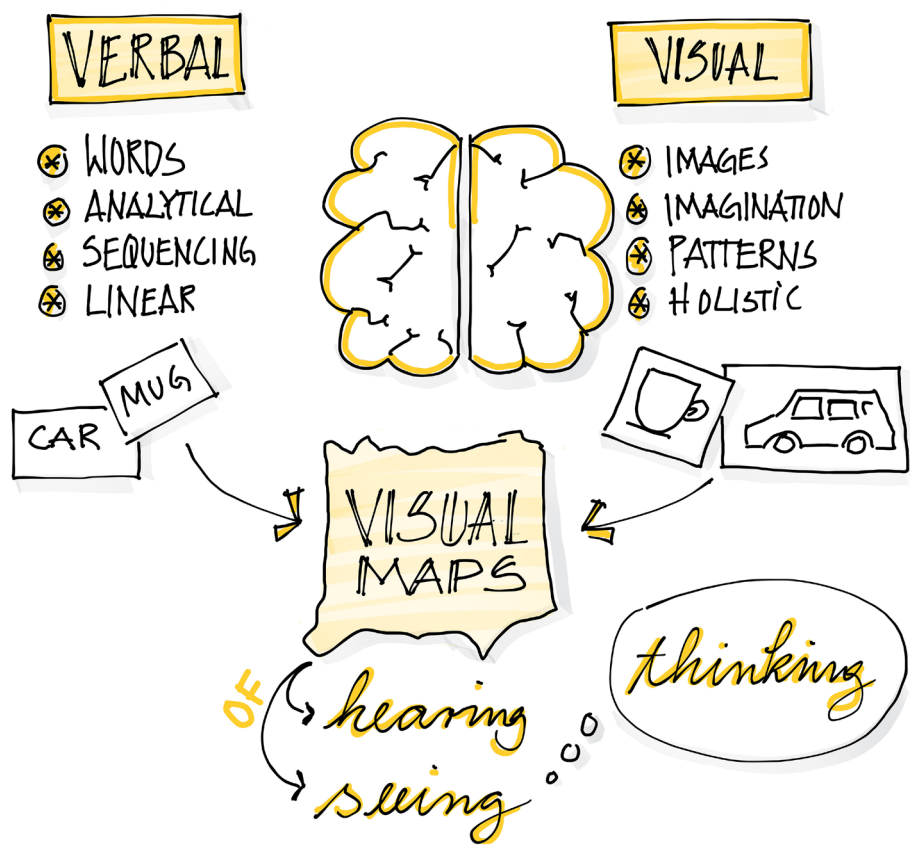 VERBAL
WORDS
ANALYTICAL
SEQUENCING
LINEAR
VISUAL
IMAGES
IMAGINATION
PATTERNS
HOLISTIC
CAR
MUG
VISUAL
MAPS
OF
hearing
seeing
thinking